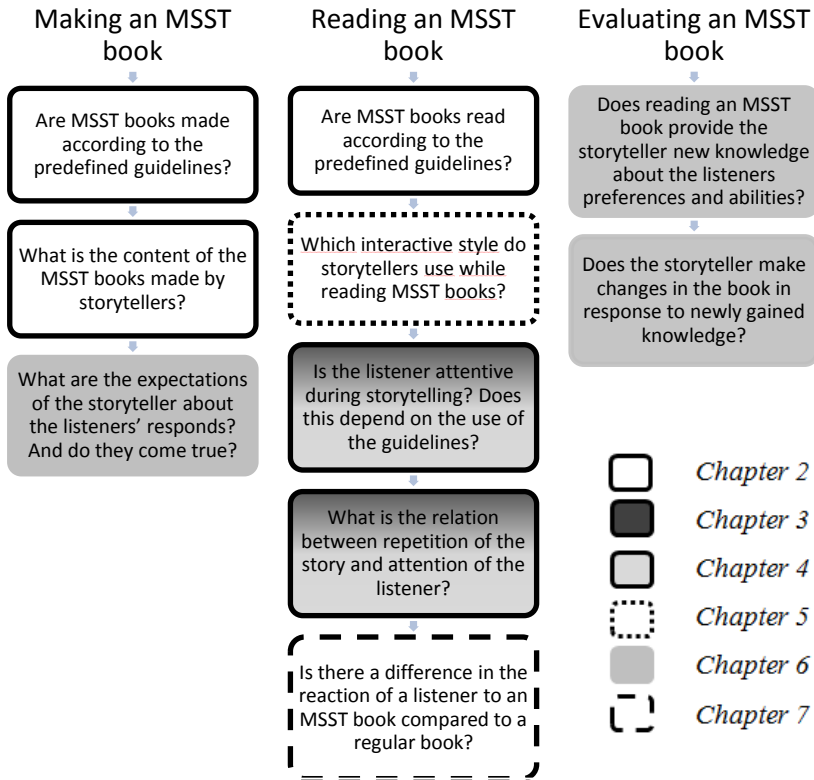 Making an MSST
book
Are MSST books made
according to the
predefined guidelines?
What is the content of the
MSST books made by
storytellers?
What are the expectations
of the storyteller about
the listeners’ responds?
And do they come true?
Reading an MSST
book
Are MSST books read
according to the
predefined guidelines?
Which interactive style do
storytellers use while
reading MSST books?
Is the listener attentive
during storytelling? Does
this depend on the use of
the guidelines?
What is the relation
between repetition of the
story and attention of the
listener?
Is there a difference in the
reaction of a listener to an
MSST book compared to a
regular book?
Evaluating an MSST
book
Does reading an MSST
book provide the
storyteller new knowledge
about the listeners
preferences and abilities?
Does the storyteller make
changes in the book in
response to newly gained
knowledge?
Chapter 2
Chapter 3
Chapter 4
Chapter 5
Chapter 6
Chapter 7